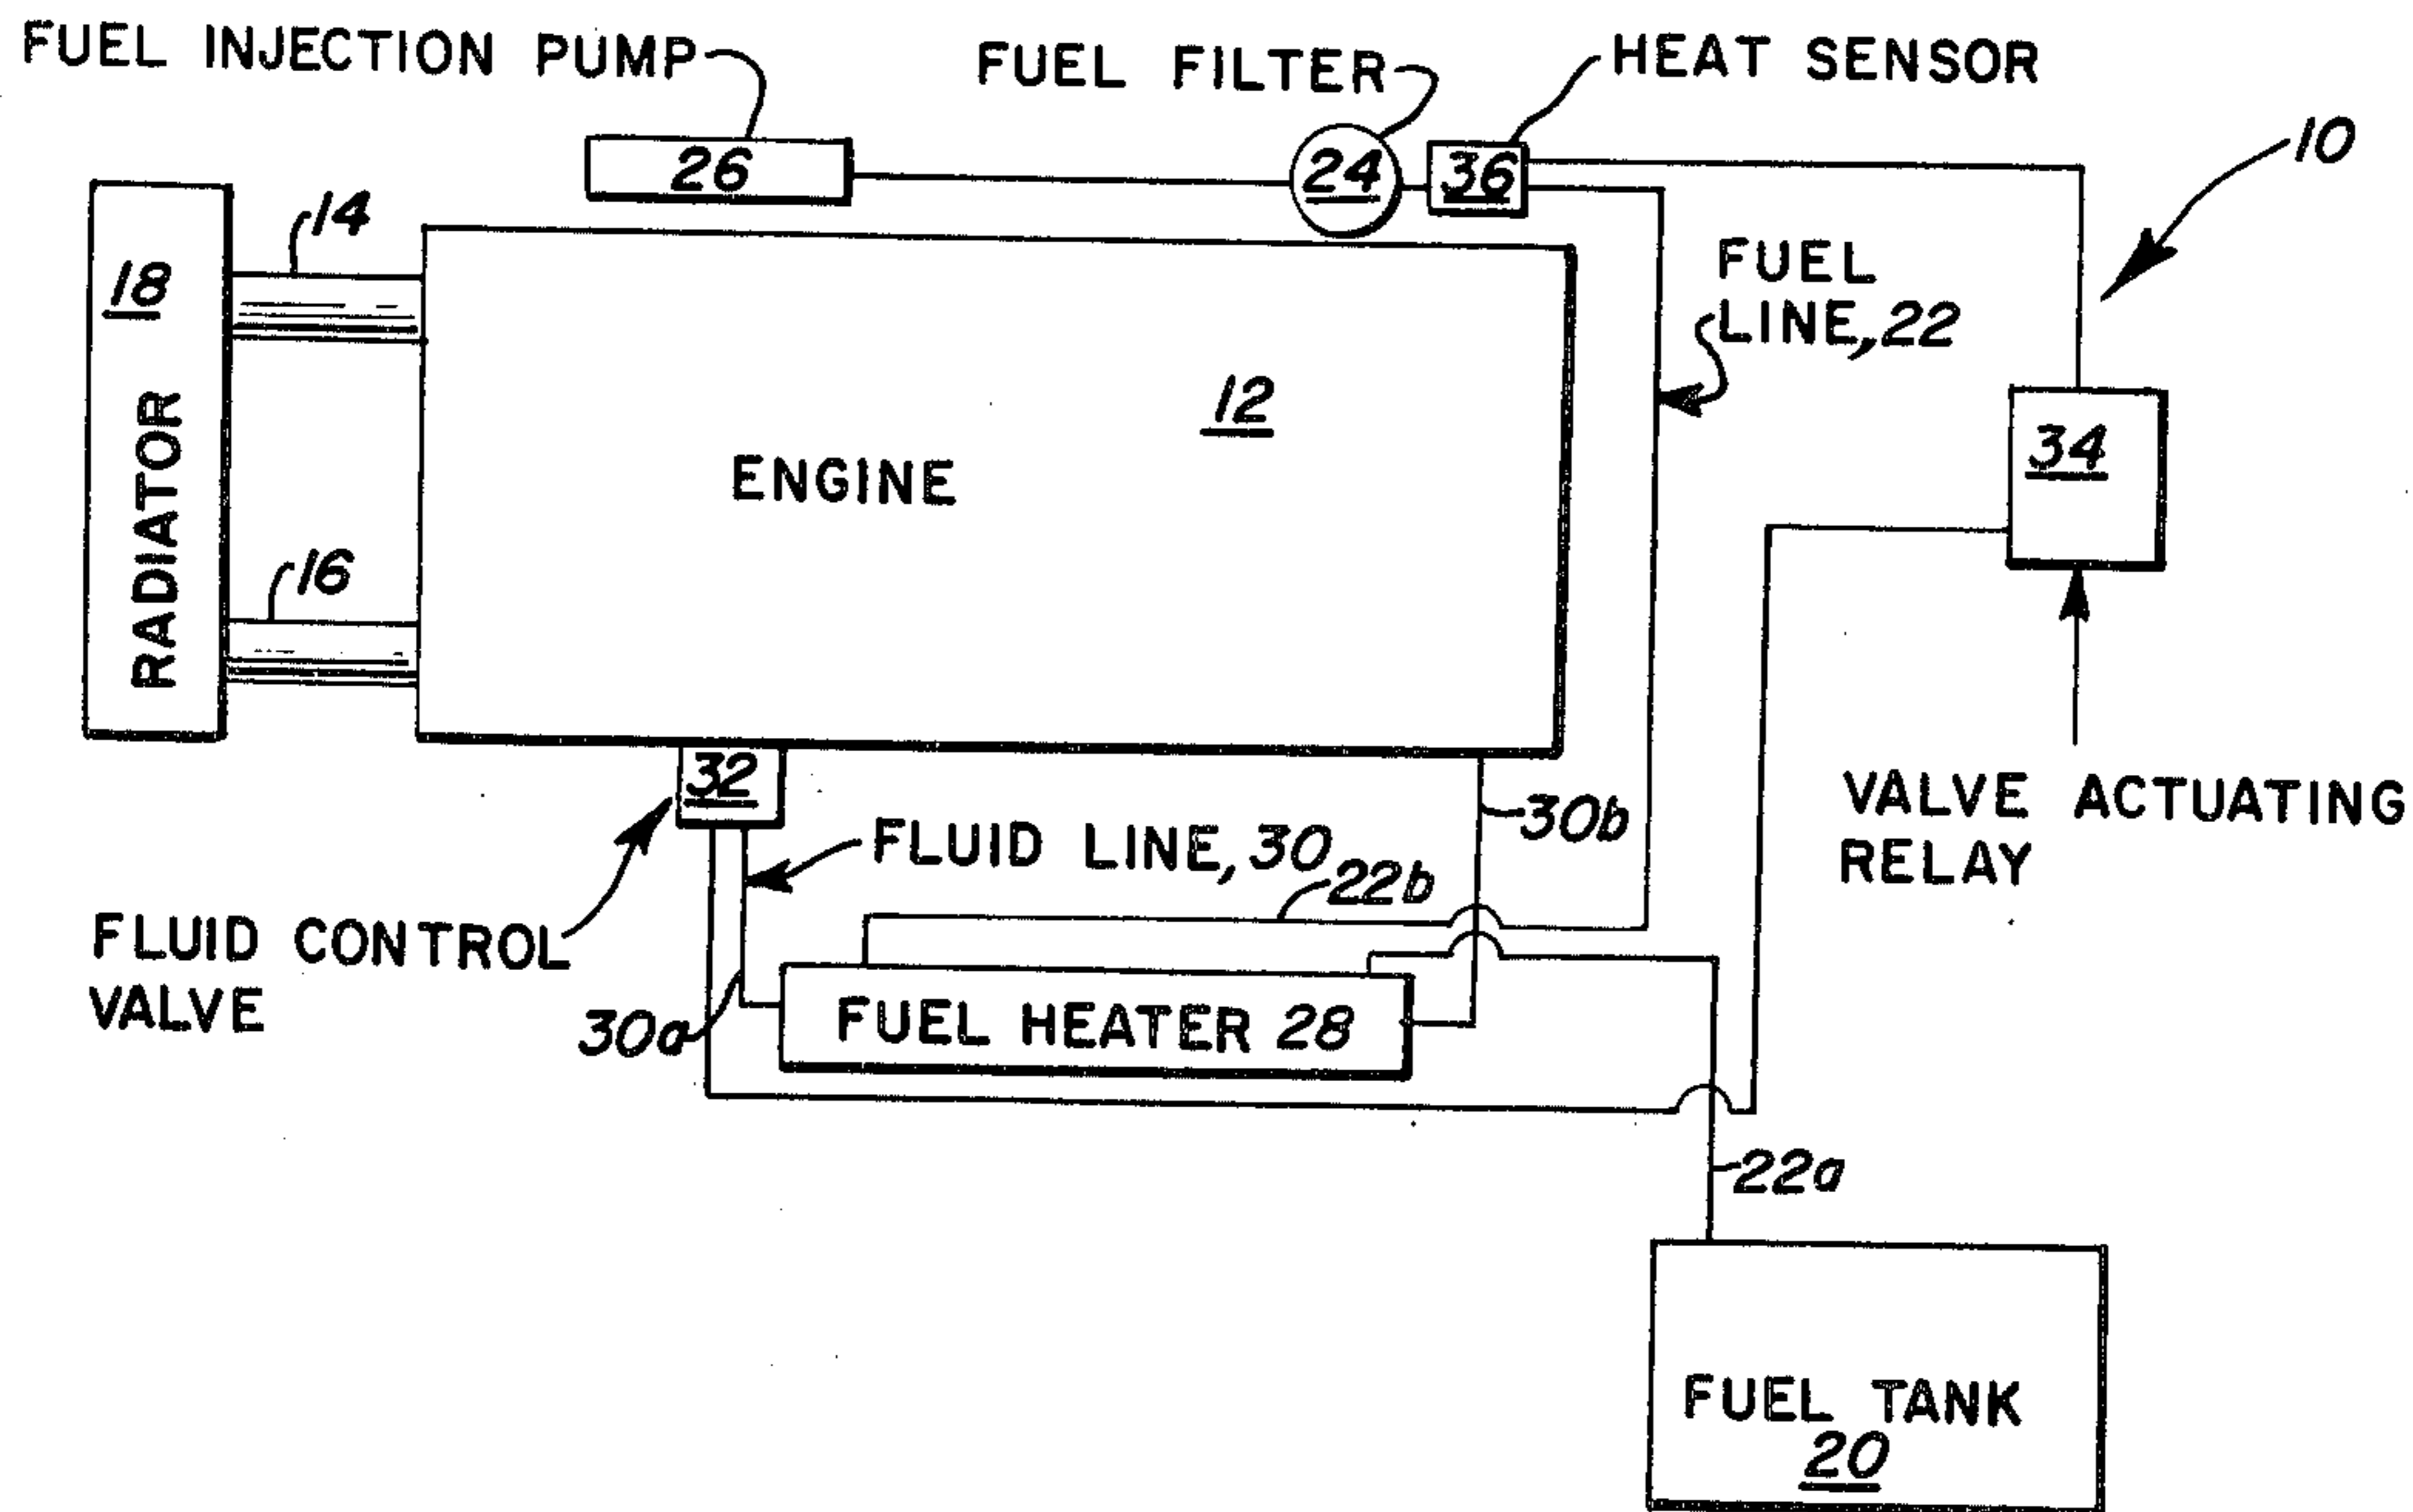 FUEL INJECTION PUMP
FUEL FILTER
HEAT SENSOR
10
26
24
36
14
18
RADIATOR
16
12
ENGINE
FUEL
LINE, 22
34
VALVE ACTUATING
RELAY
32
FLUID LINE, 30
30b
22b
FLUID CONTROL
VALVE
30a
FUEL HEATER 28
22a
FUEL TANK
20